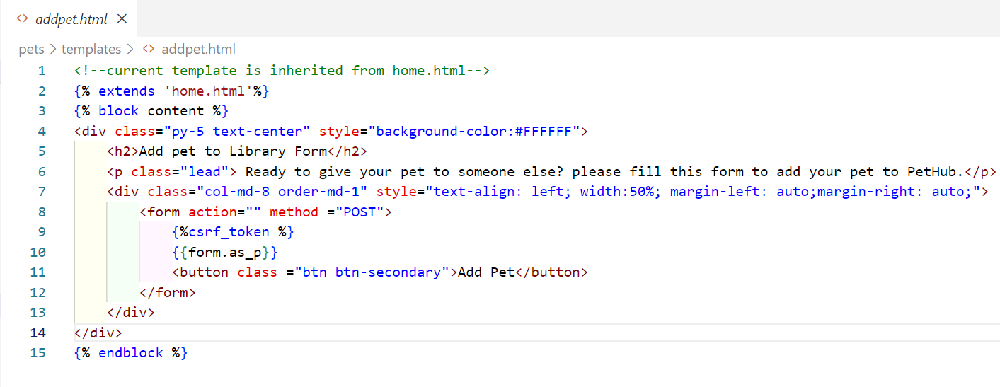 addpet.html
pets > templates > addpet.html
1 <!--current template is inherited from home.html-->
2 {% extends 'home.html'%}
3 {% block content %}
4 <div class="py-5 text-center" style="background-color:#FFFFFF">
5     <h2>Add pet to Library Form</h2>
6     <p class="lead"> Ready to give your pet to someone else? please fill this form to add your pet to PetHub.</p>
7     <div class="col-md-8 order-md-1" style="text-align: left; width:50%; margin-left: auto;margin-right: auto;">
8         <form action="" method ="POST">
9             {%csrf_token %}
10             {{form.as_p}}
11             <button class ="btn btn-secondary">Add Pet</button>
12         </form>
13     </div>
14 </div>
15 {% endblock %}